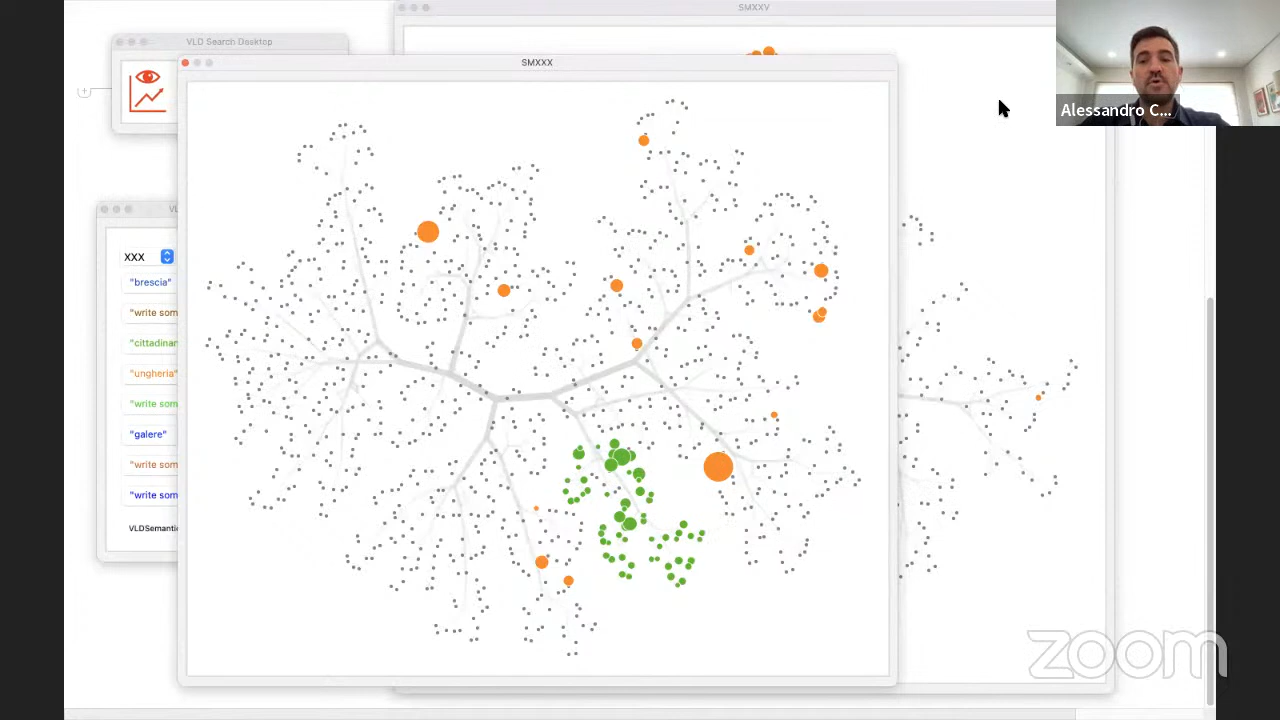 SMXXV
VLD Search Desktop
SMXXX
Alessandro C...
VL
XXX
"brescia"
"write som
"cittadinan
"ungheria"
"write som
"galere"
"write som
"write som
VLDSemanti
zoom